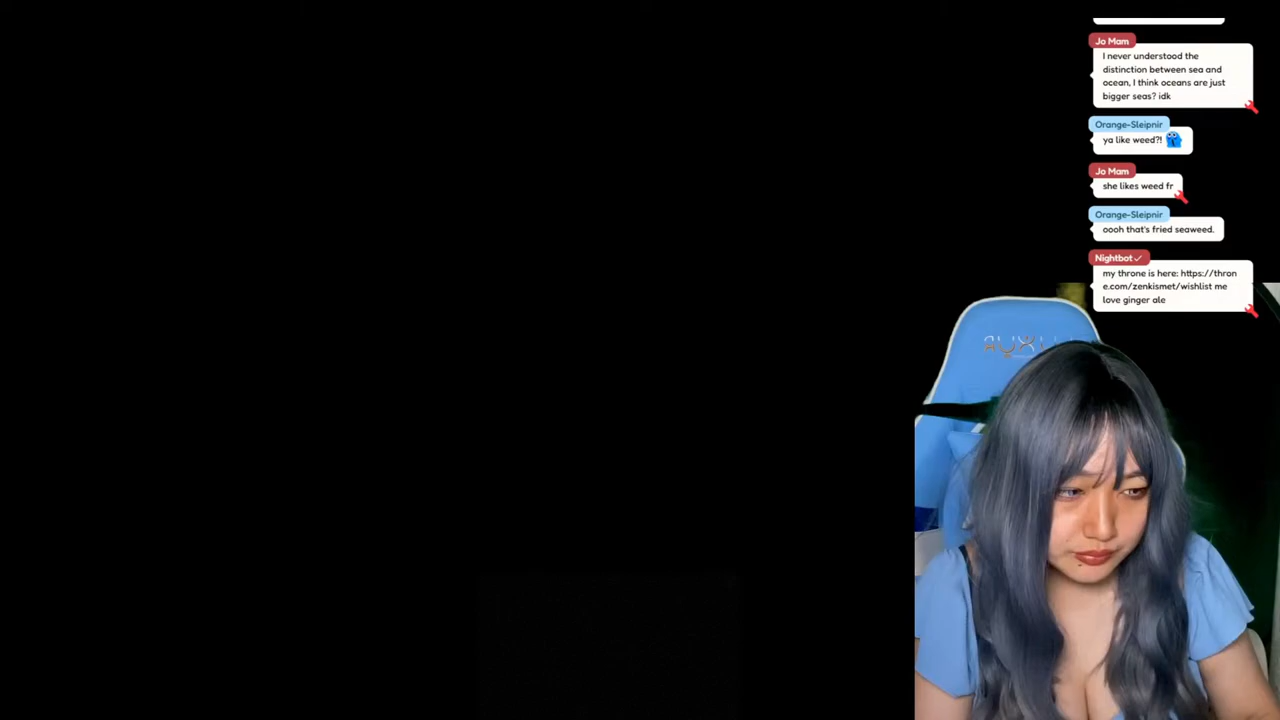 Jo Mam
I never understood the
distinction between sea and
ocean, I think oceans are just
bigger seas? idk
Orange-Sleipnir
ya like weed?!
Jo Mam
she likes weed fr
Orange-Sleipnir
oooh that's fried seaweed.
Nightbot
my throne is here: https://thron
e.com/zenkismet/wishlist me
love ginger ale